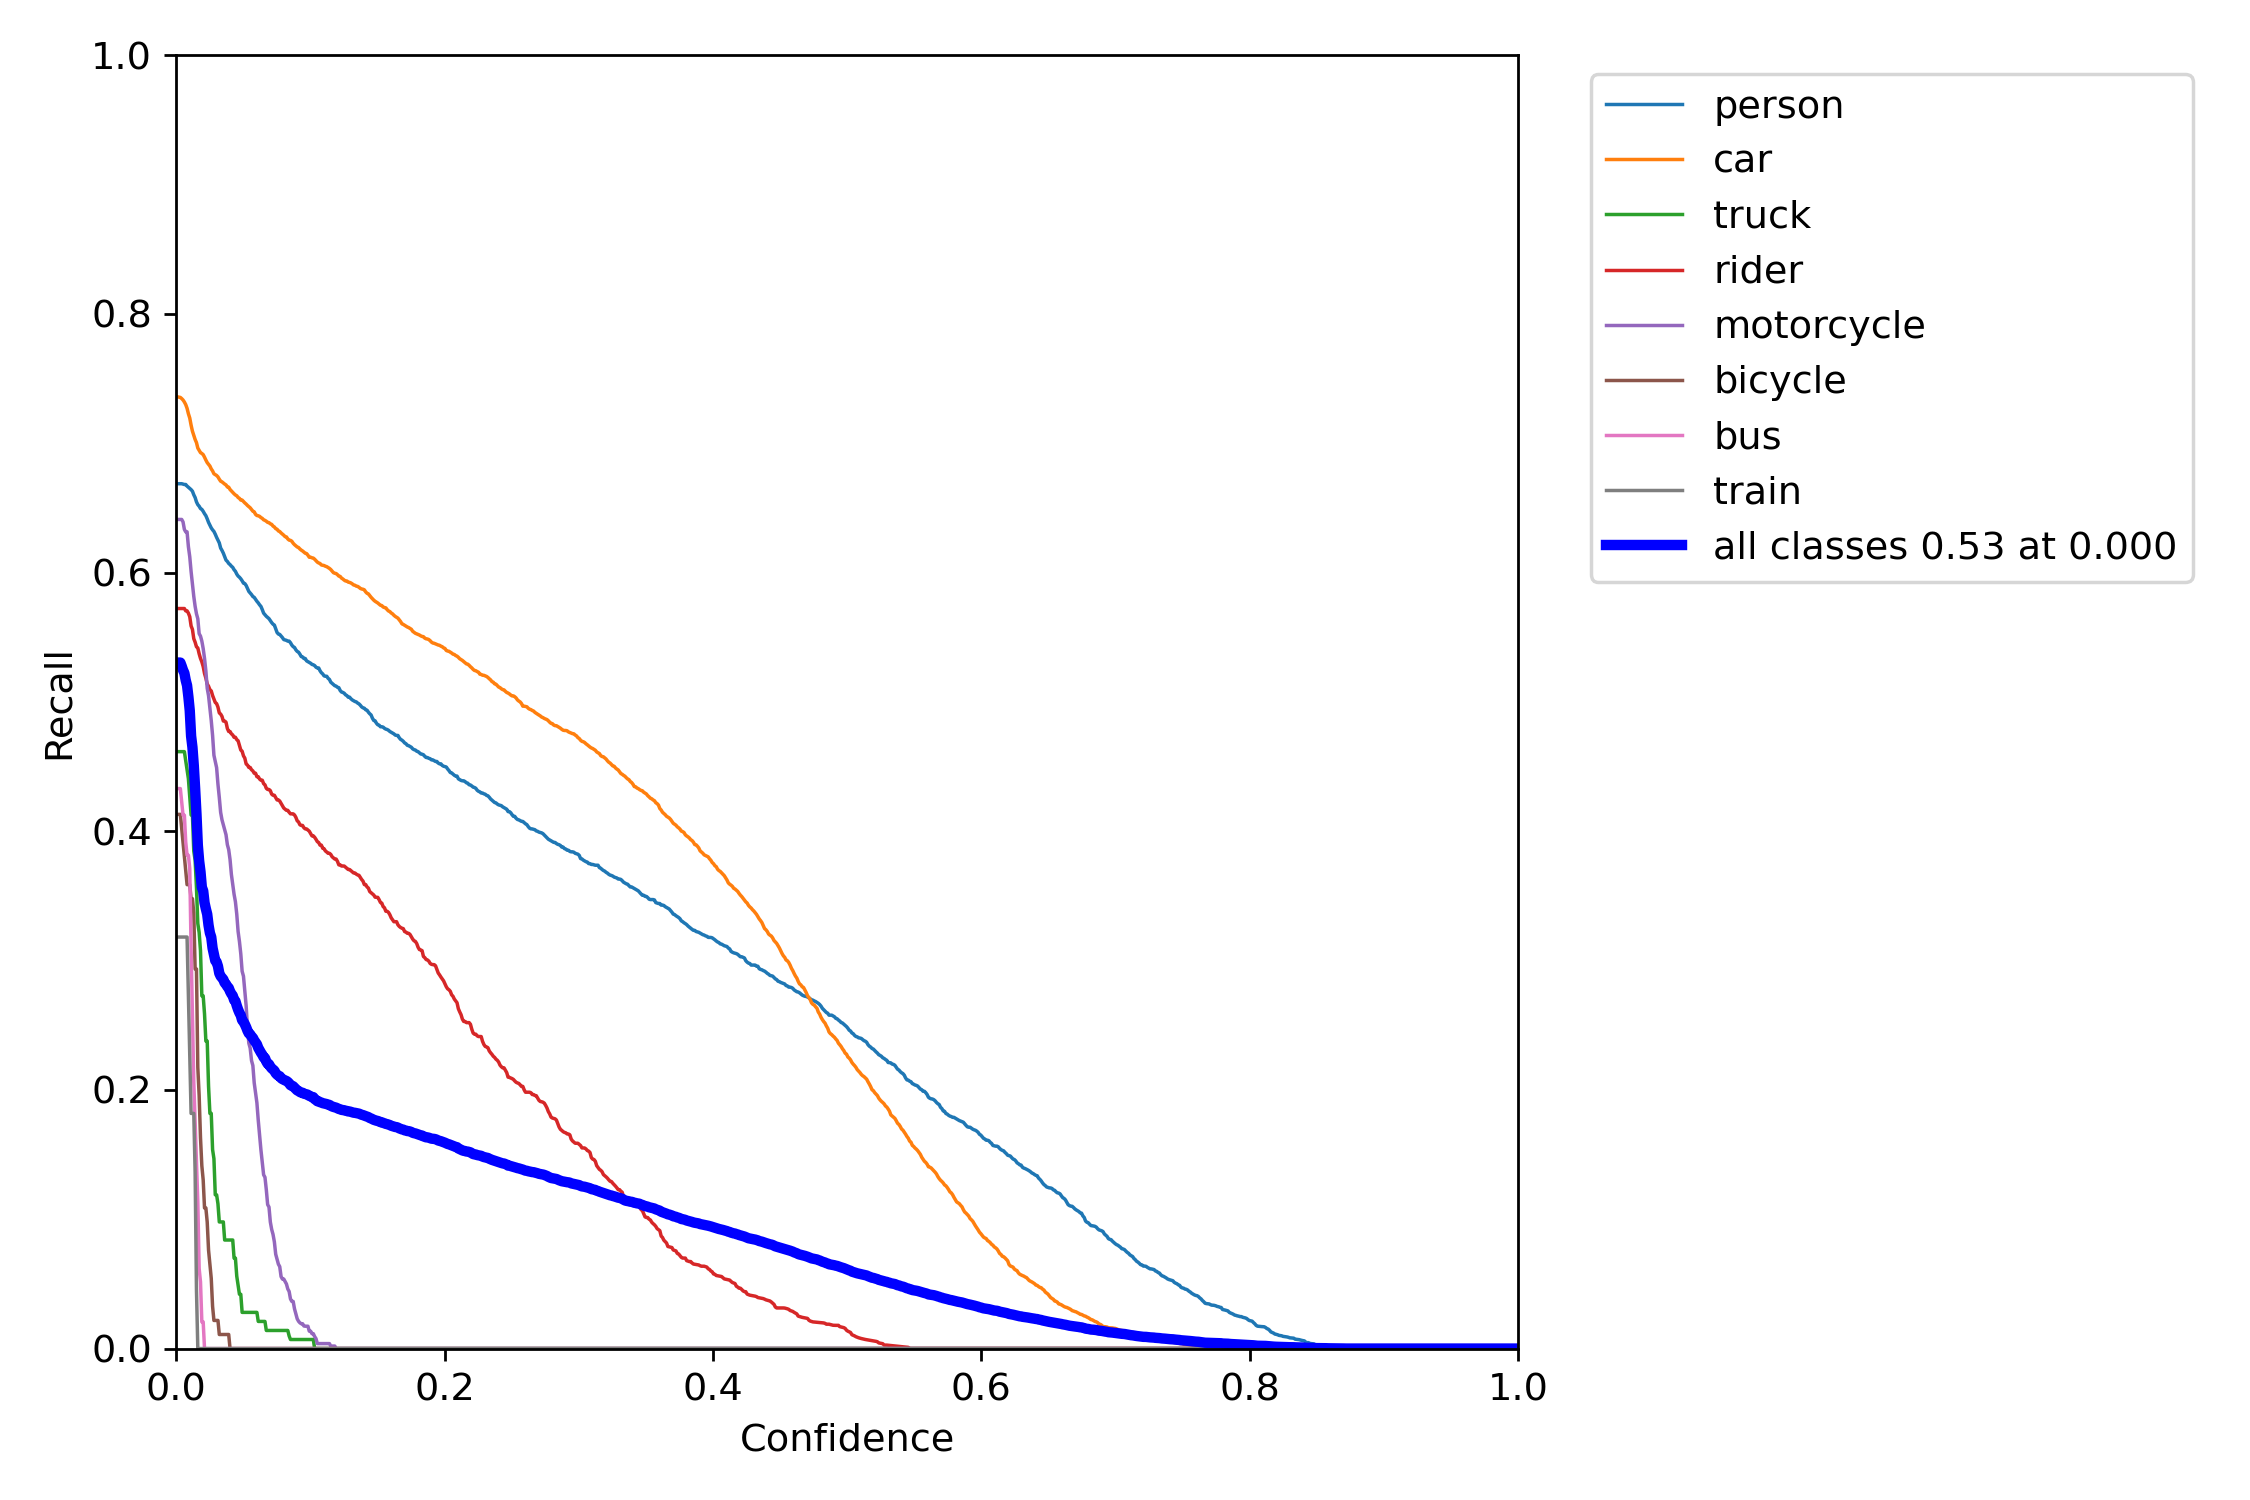 1.0
0.8
0.6
0.4
0.2
0.0
Recall
0.0 0.2 0.4 0.6 0.8 1.0
Confidence
person
car
truck
rider
motorcycle
bicycle
bus
train
all classes 0.53 at 0.000